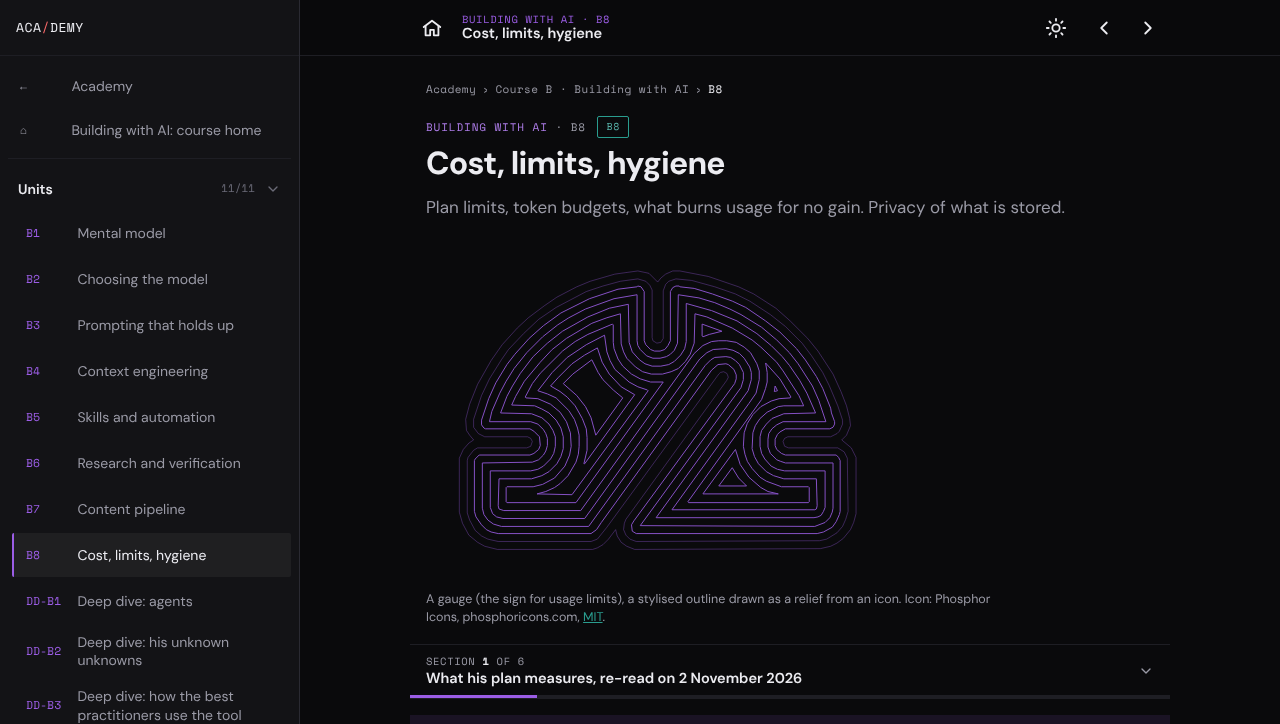 ACA/DEMY
← Academy
⌂ Building with AI: course home
Units 11/11
B1 Mental model
B2 Choosing the model
B3 Prompting that holds up
B4 Context engineering
B5 Skills and automation
B6 Research and verification
B7 Content pipeline
B8 Cost, limits, hygiene
DD-B1 Deep dive: agents
DD-B2 Deep dive: his unknown
unknowns
DD-B3 Deep dive: how the best
practitioners use the tool
BUILDING WITH AI · B8
Cost, limits, hygiene
Academy › Course B · Building with AI › B8
BUILDING WITH AI · B8 B8
Cost, limits, hygiene
Plan limits, token budgets, what burns usage for no gain. Privacy of what is stored.
A gauge (the sign for usage limits), a stylised outline drawn as a relief from an icon. Icon: Phosphor
Icons, phosphoricons.com, MIT.
SECTION 1 OF 6
What his plan measures, re-read on 2 November 2026